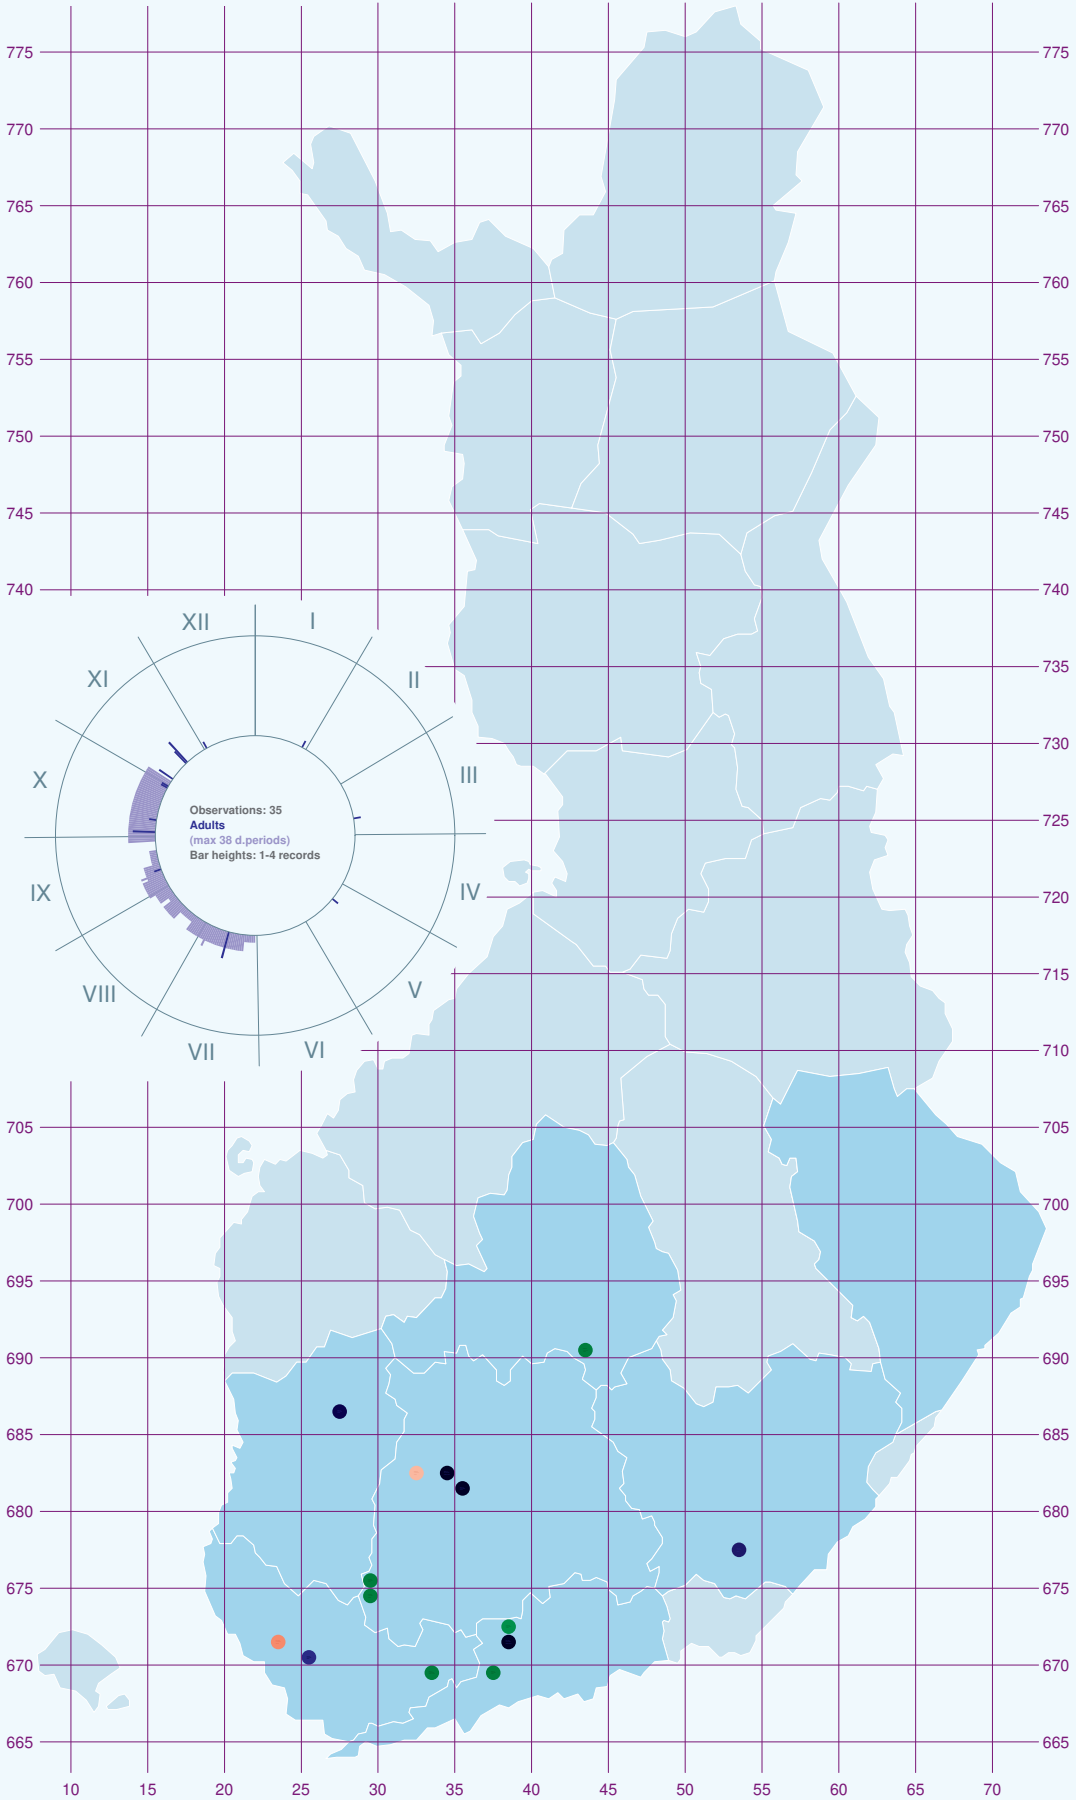 775 775
770 770
765 765
760 760
755 755
750 750
745 745
740 740
XII I
735
XI II
730
X III
Observations: 35
Adults
(max 38 d.periods)
Bar heights: 1-4 records
725
IX IV
720
VIII V
715
VII VI
710
705 705
700 700
695 695
690 690
685 685
680 680
675 675
670 670
665 665
10 15 20 25 30 35 40 45 50 55 60 65 70